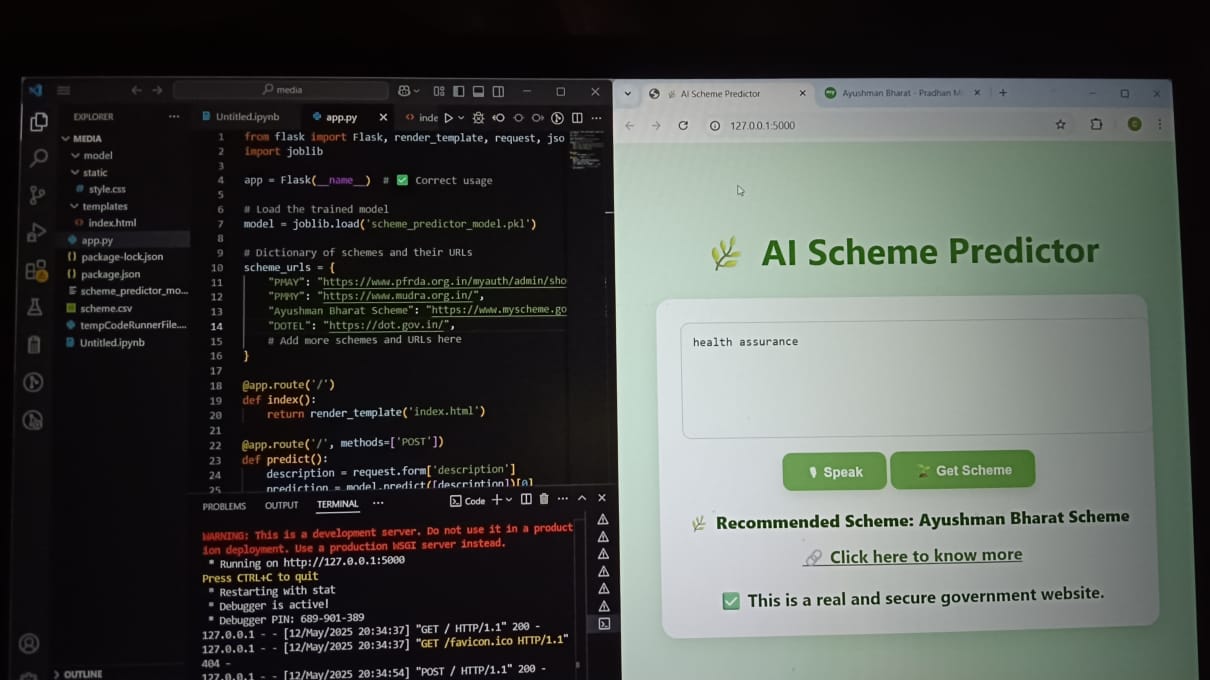 media
EXPLORER
MEDIA
model
static
style.css
templates
index.html
app.py
package-lock.json
package.json
scheme_predictor_mo...
scheme.csv
tempCodeRunnerFile....
Untitled.ipynb
OUTLINE
Untitled.ipynb
app.py
inde
1 from flask import Flask, render_template, request, jso
2 import joblib
3
4 app = Flask(__name__) # ✅ Correct usage
5
6 # Load the trained model
7 model = joblib.load('scheme_predictor_model.pkl')
8
9 # Dictionary of schemes and their URLs
10 scheme_urls = {
11 "PMAY": "https://www.pfrda.org.in/myauth/admin/sho
12 "PMMY": "https://www.mudra.org.in/",
13 "Ayushman Bharat Scheme": "https://www.myscheme.go
14 "DOTEL": "https://dot.gov.in/",
15 # Add more schemes and URLs here
16 }
17
18 @app.route('/')
19 def index():
20 return render_template('index.html')
21
22 @app.route('/', methods=['POST'])
23 def predict():
24 description = request.form['description']
25 prediction = model.predict([description])[0]
PROBLEMS OUTPUT TERMINAL ... Code
WARNING: This is a development server. Do not use it in a product
ion deployment. Use a production WSGI server instead.
* Running on http://127.0.0.1:5000
Press CTRL+C to quit
* Restarting with stat
* Debugger is active!
* Debugger PIN: 689-901-389
127.0.0.1 - - [12/May/2025 20:34:37] "GET / HTTP/1.1" 200 -
127.0.0.1 - - [12/May/2025 20:34:37] "GET /favicon.ico HTTP/1.1"
404 -
127.0.0.1 - - [12/May/2025 20:34:54] "POST / HTTP/1.1" 200 -
AI Scheme Predictor
Ayushman Bharat - Pradhan M
127.0.0.1:5000
AI Scheme Predictor
health assurance
Speak
Get Scheme
Recommended Scheme: Ayushman Bharat Scheme
Click here to know more
This is a real and secure government website.